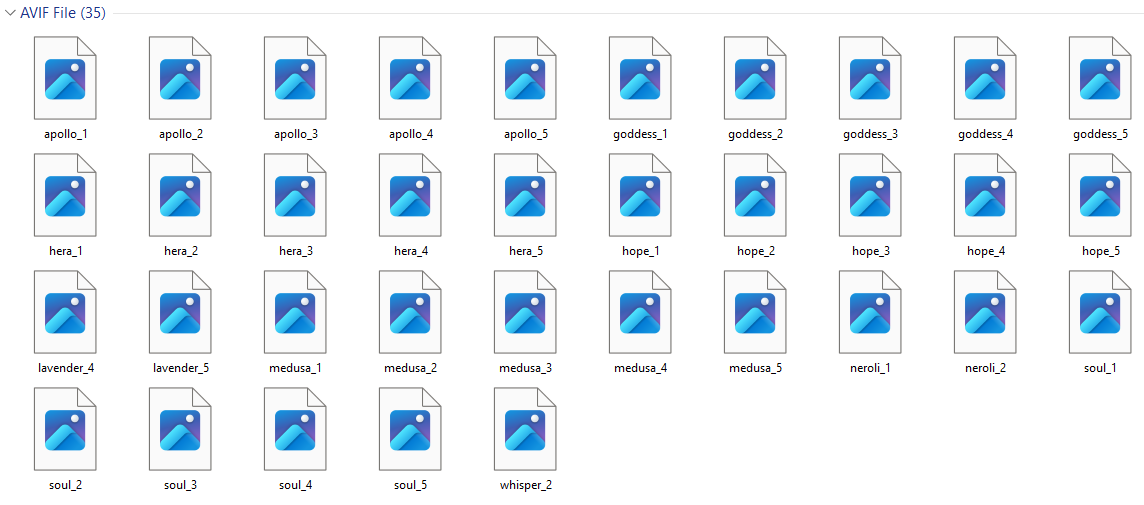 AVIF File (35)
apollo_1 apollo_2 apollo_3 apollo_4 apollo_5 goddess_1 goddess_2 goddess_3 goddess_4 goddess_5
hera_1 hera_2 hera_3 hera_4 hera_5 hope_1 hope_2 hope_3 hope_4 hope_5
lavender_4 lavender_5 medusa_1 medusa_2 medusa_3 medusa_4 medusa_5 neroli_1 neroli_2 soul_1
soul_2 soul_3 soul_4 soul_5 whisper_2